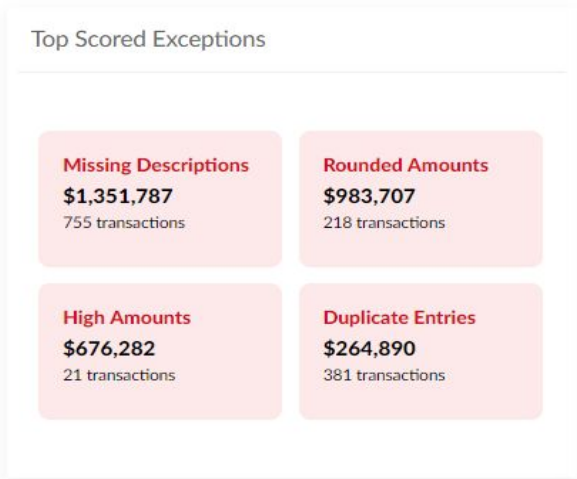 Top Scored Exceptions
Missing Descriptions
$1,351,787
755 transactions
Rounded Amounts
$983,707
218 transactions
High Amounts
$676,282
21 transactions
Duplicate Entries
$264,890
381 transactions